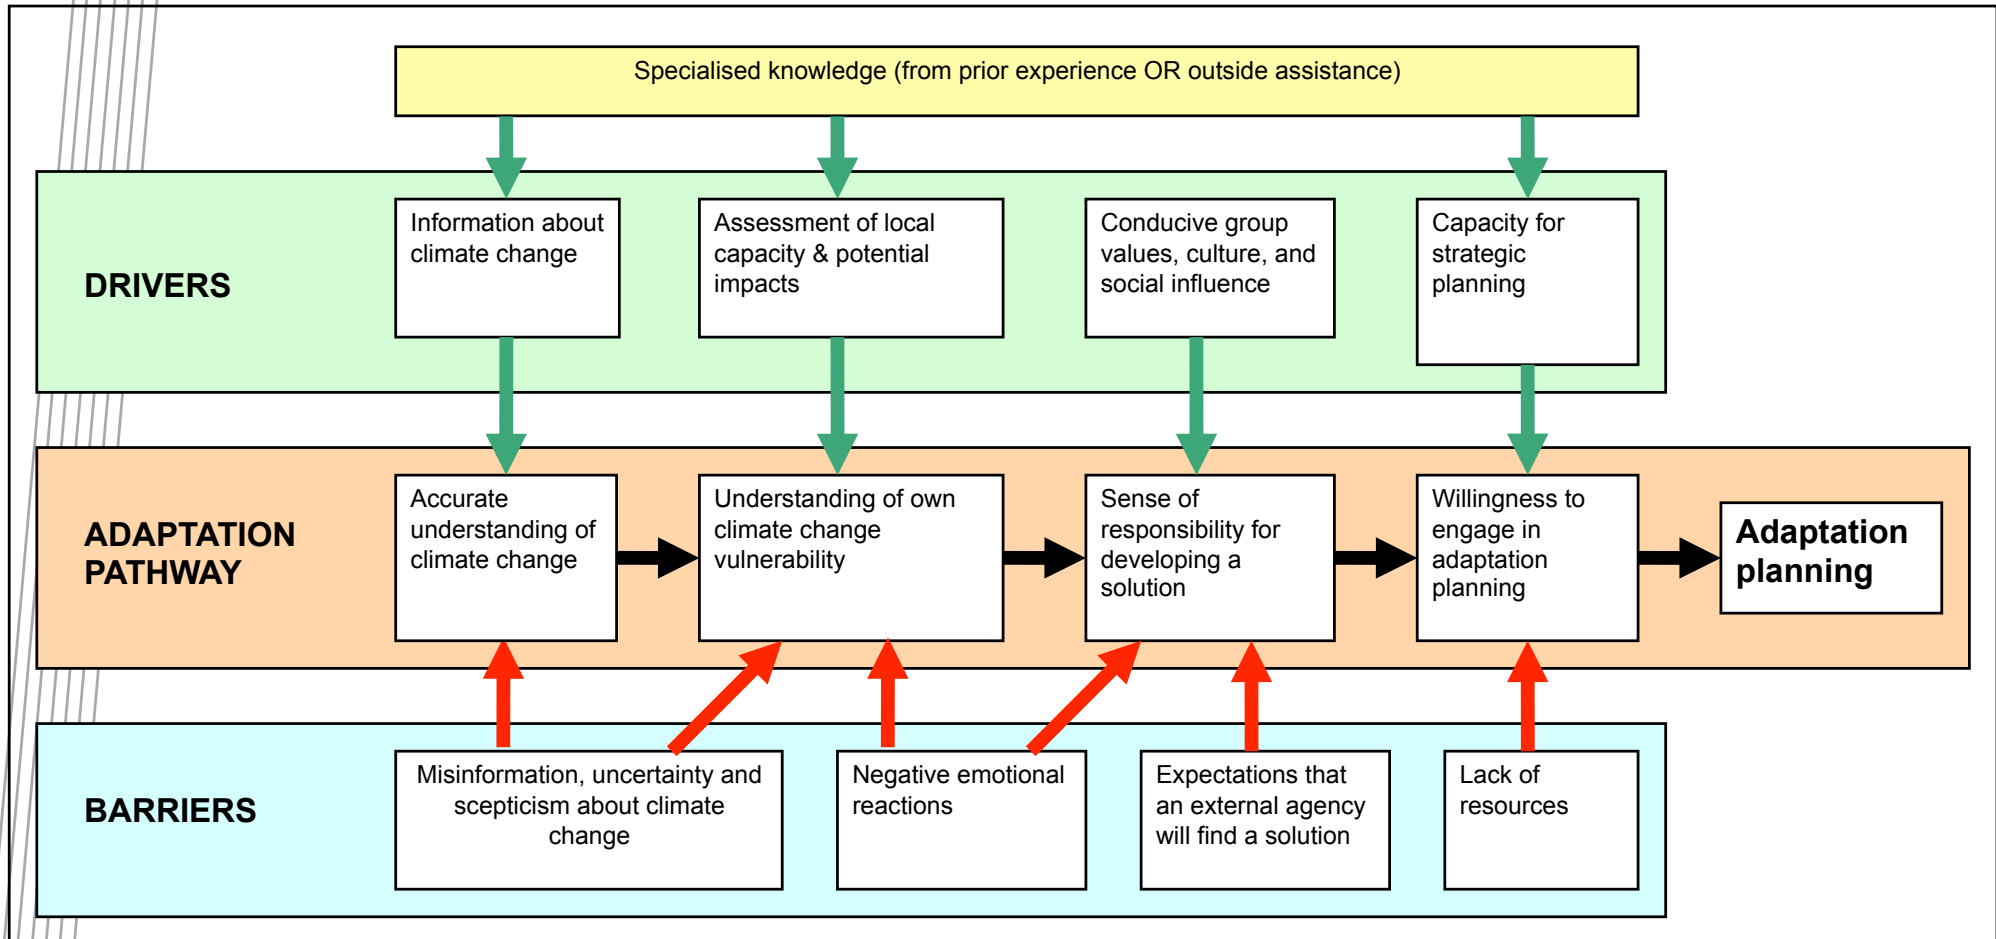 Specialised knowledge (from prior experience OR outside assistance)
DRIVERS
Information about
climate change
Assessment of local
capacity & potential
impacts
Conducive group
values, culture, and
social influence
Capacity for
strategic
planning
ADAPTATION
PATHWAY
Accurate
understanding of
climate change
Understanding of own
climate change
vulnerability
Sense of
responsibility for
developing a
solution
Willingness to
engage in
adaptation
planning
Adaptation
planning
BARRIERS
Misinformation, uncertainty and
scepticism about climate
change
Negative emotional
reactions
Expectations that
an external agency
will find a solution
Lack of
resources